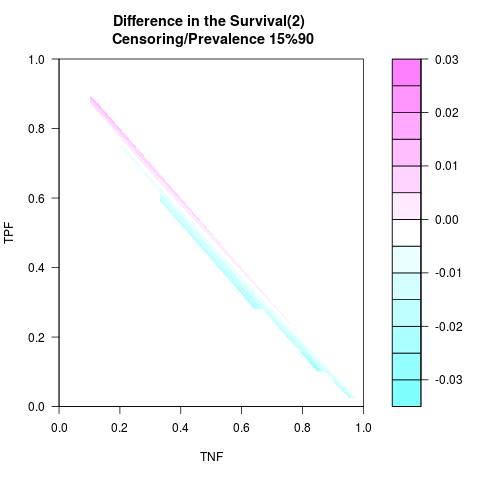 Difference in the Survival(2)
Censoring/Prevalence 15%90
TPF
1.0
0.8
0.6
0.4
0.2
0.0
0.0 0.2 0.4 0.6 0.8 1.0
TNF
0.03
0.02
0.01
0.00
-0.01
-0.02
-0.03